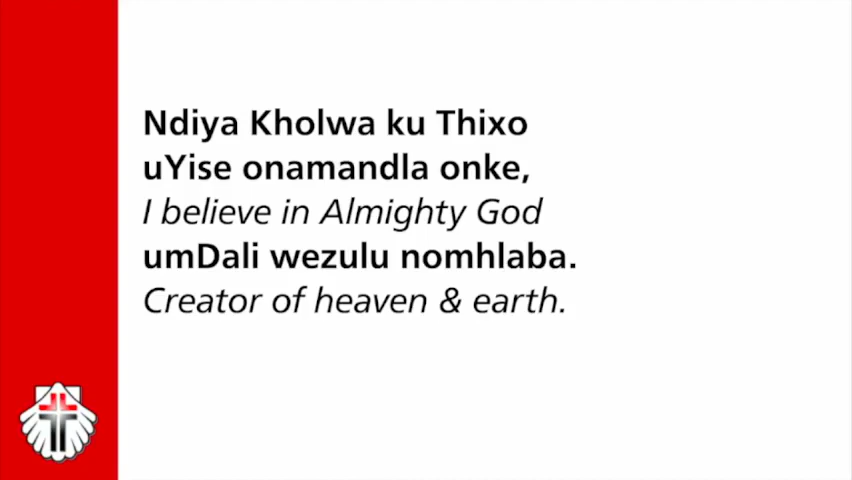 Ndiya Kholwa ku Thixo
uYise onamandla onke,
I believe in Almighty God
umDali wezulu nomhlaba.
Creator of heaven & earth.